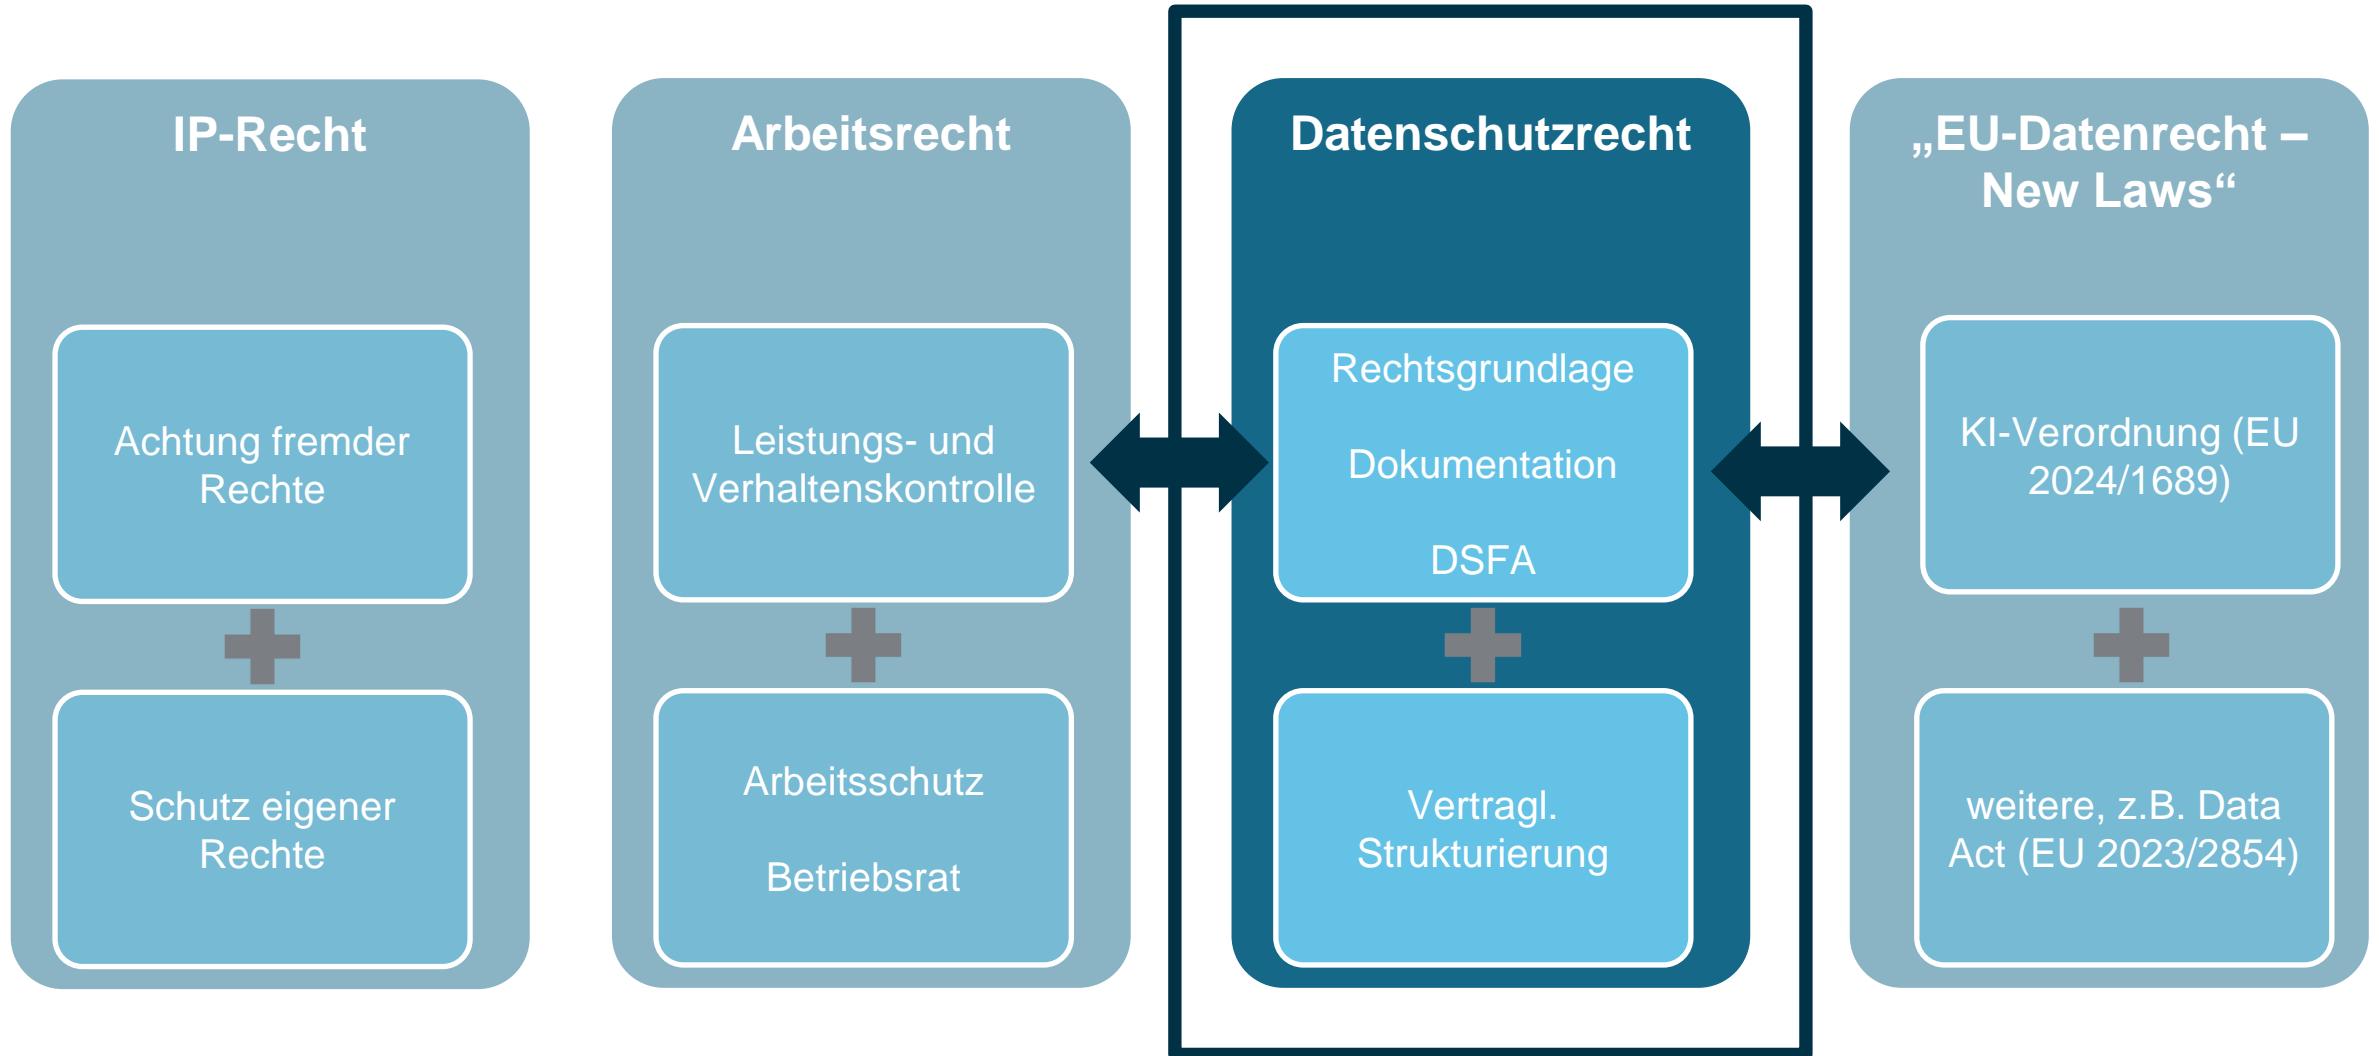 IP-Recht
Achtung fremder
Rechte
Schutz eigener
Rechte
Arbeitsrecht
Leistungs- und
Verhaltenskontrolle
Arbeitsschutz
Betriebsrat
Datenschutzrecht
Rechtsgrundlage
Dokumentation
DSFA
Vertragl.
Strukturierung
„EU-Datenrecht –
New Laws“
KI-Verordnung (EU
2024/1689)
weitere, z.B. Data
Act (EU 2023/2854)